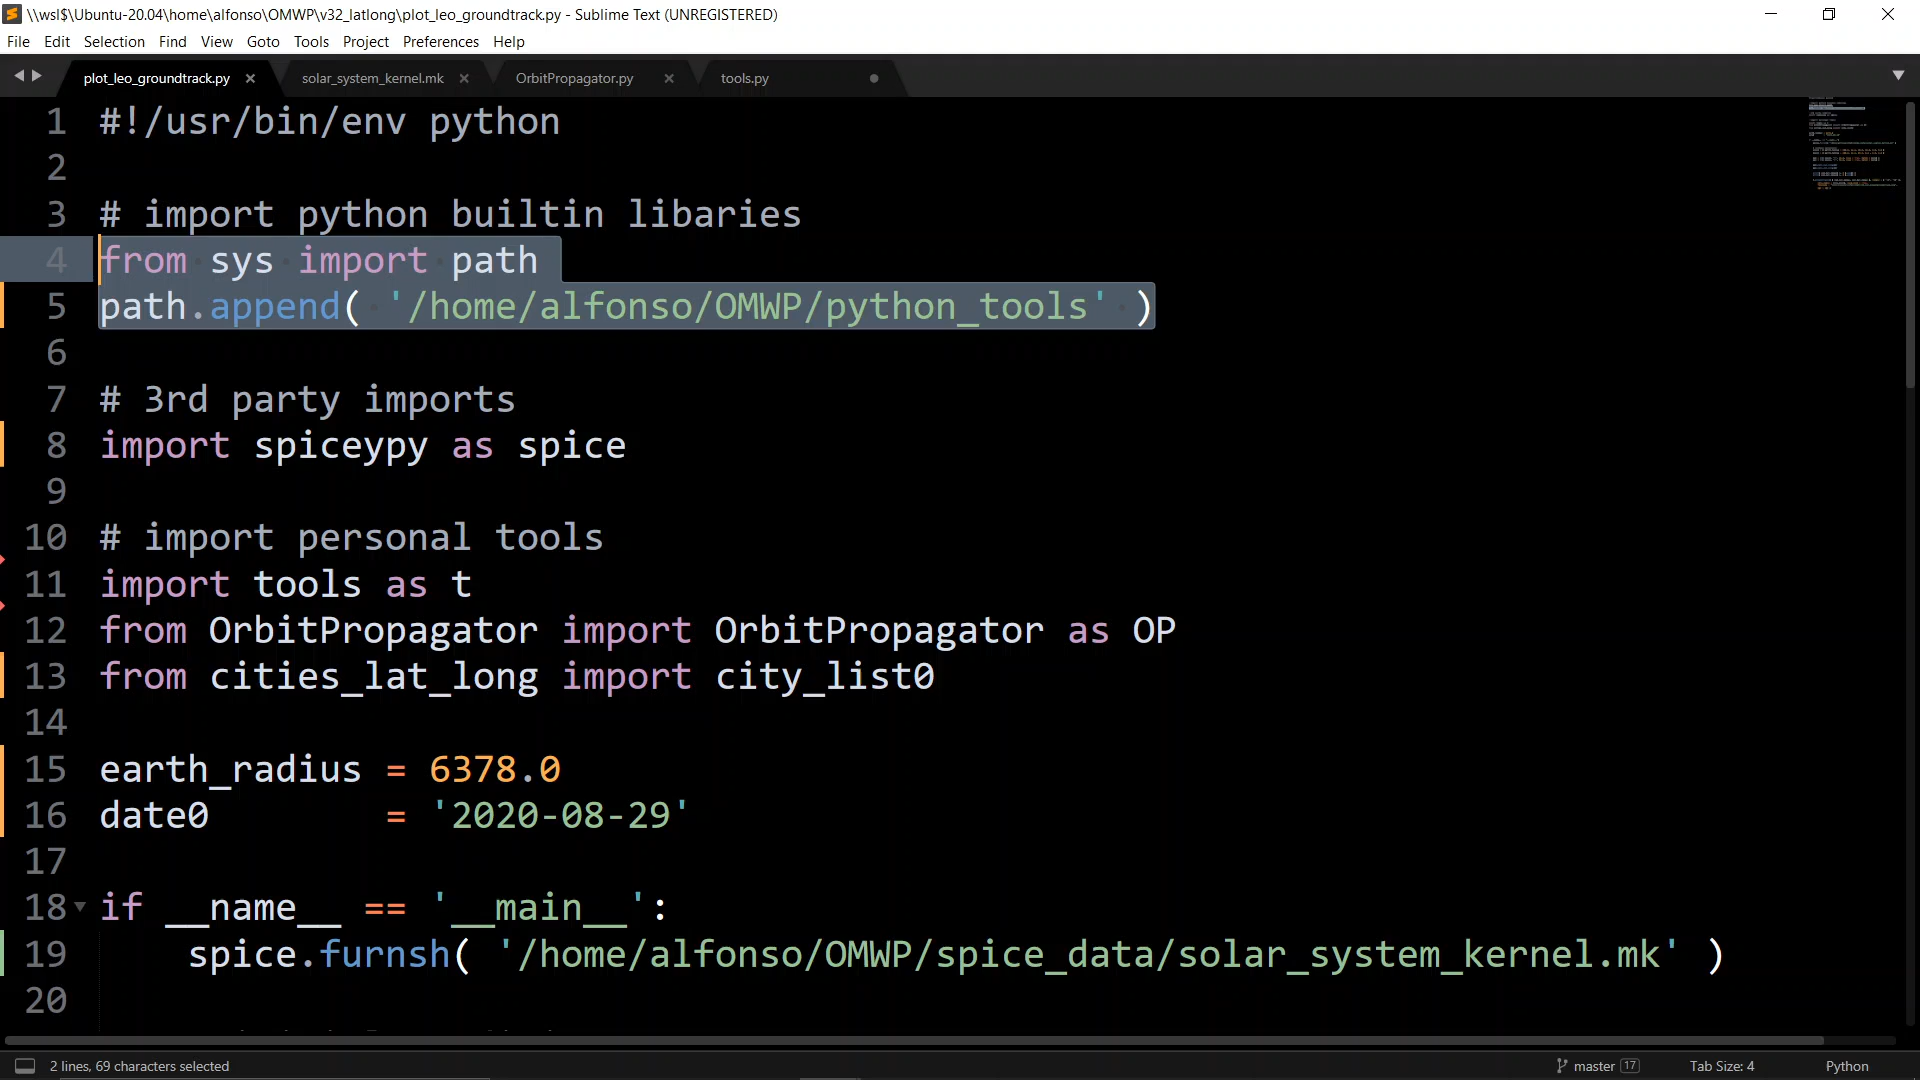 \\wsl$\Ubuntu-20.04\home\alfonso\OMWP\v32_latlong\plot_leo_groundtrack.py - Sublime Text (UNREGISTERED)
File Edit Selection Find View Goto Tools Project Preferences Help
plot_leo_groundtrack.py solar_system_kernel.mk OrbitPropagator.py tools.py
1 #!/usr/bin/env python
2
3 # import python builtin libaries
4 from sys import path
5 path.append( '/home/alfonso/OMWP/python_tools' )
6
7 # 3rd party imports
8 import spiceypy as spice
9
10 # import personal tools
11 import tools as t
12 from OrbitPropagator import OrbitPropagator as OP
13 from cities_lat_long import city_list0
14
15 earth_radius = 6378.0
16 date0 = '2020-08-29'
17
18 if __name__ == '__main__':
19 spice.furnsh( '/home/alfonso/OMWP/spice_data/solar_system_kernel.mk' )
20
2 lines, 69 characters selected master 17 Tab Size: 4 Python